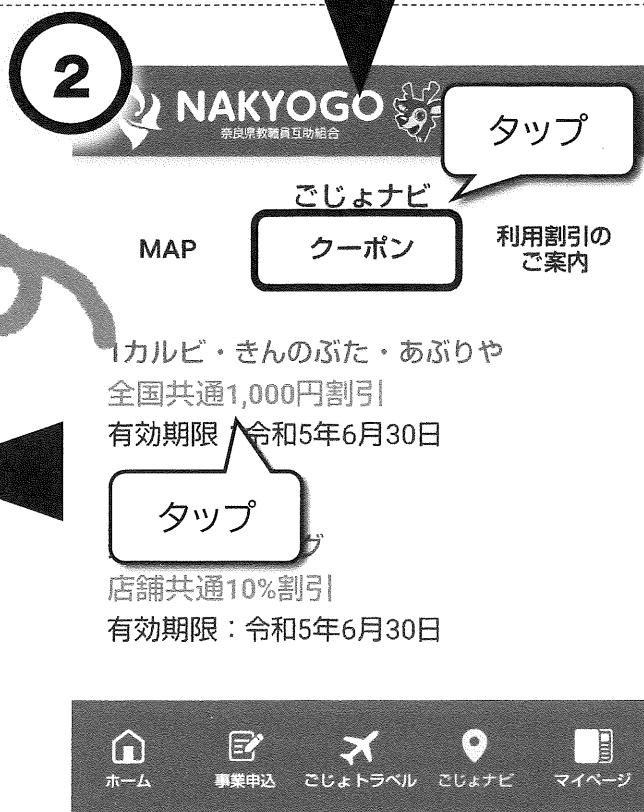 2
NAKYOGO
奈良県教職員互助組合
タップ
ごじょナビ
MAP
クーポン
利用割引の
ご案内
1カルビ・きんのぶた・あぶりや
全国共通1,000円割引
有効期限：令和5年6月30日
タップ
グ
店舗共通10%割引
有効期限：令和5年6月30日
ホーム
事業申込
ごじょトラベル
ごじょナビ
マイページ